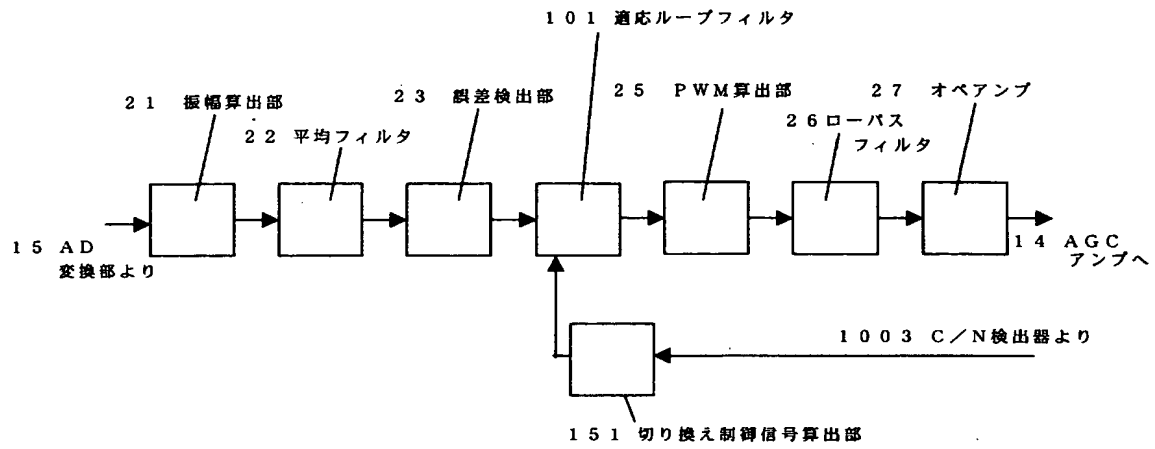 101 適応ループフィルタ
21 振幅算出部
22 平均フィルタ
23 誤差検出部
25 PWM算出部
26ローパス
フィルタ
27 オペアンプ
15 AD
変換部より
14 AGC
アンプへ
1003 C/N検出器より
151 切り換え制御信号算出部